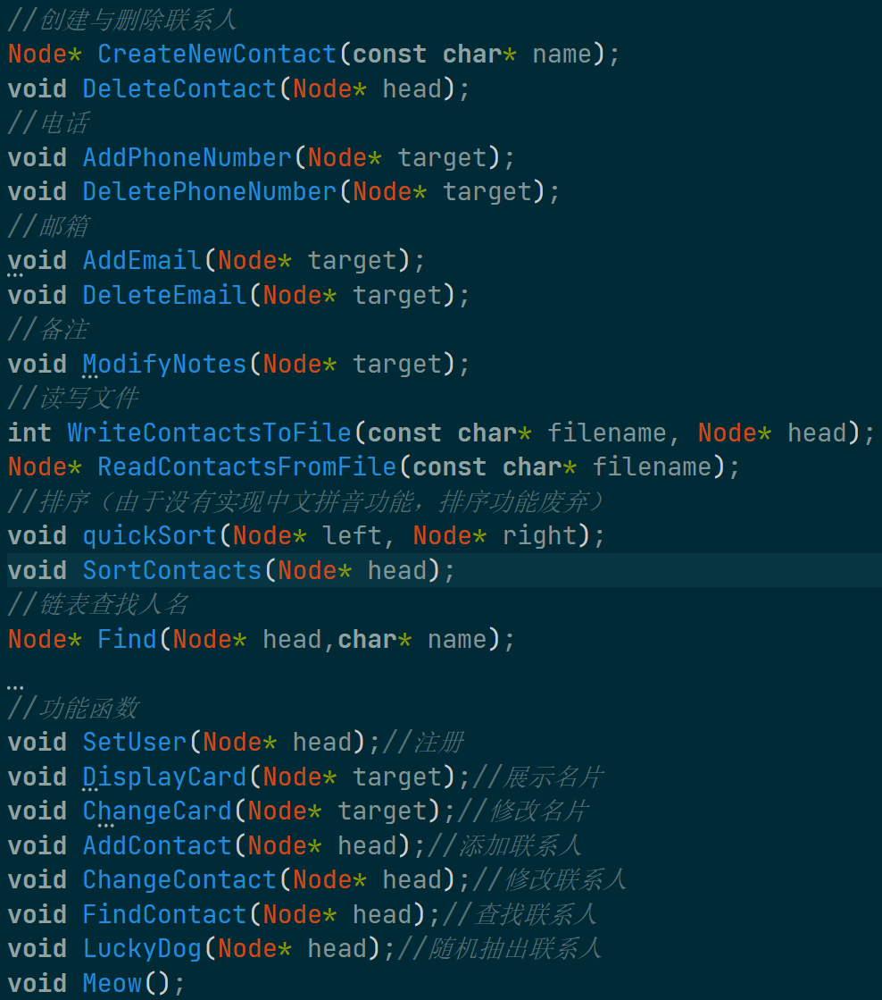 //创建与删除联系人
Node* CreateNewContact(const char* name);
void DeleteContact(Node* head);
//电话
void AddPhoneNumber(Node* target);
void DeletePhoneNumber(Node* target);
//邮箱
void AddEmail(Node* target);
void DeleteEmail(Node* target);
//备注
void ModifyNotes(Node* target);
//读写文件
int WriteContactsToFile(const char* filename, Node* head);
Node* ReadContactsFromFile(const char* filename);
//排序（由于没有实现中文拼音功能，排序功能废弃）
void quickSort(Node* left, Node* right);
void SortContacts(Node* head);
//链表查找人名
Node* Find(Node* head,char* name);
//功能函数
void SetUser(Node* head);//注册
void DisplayCard(Node* target);//展示名片
void ChangeCard(Node* target);//修改名片
void AddContact(Node* head);//添加联系人
void ChangeContact(Node* head);//修改联系人
void FindContact(Node* head);//查找联系人
void LuckyDog(Node* head);//随机抽出联系人
void Meow();